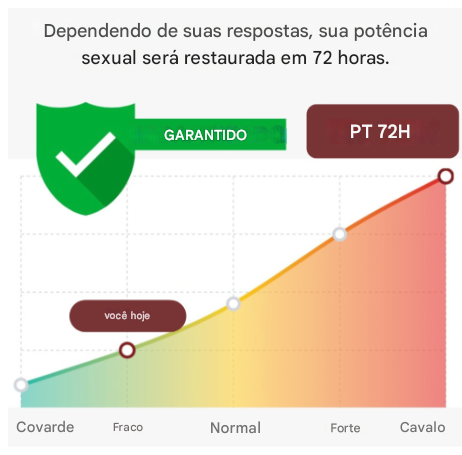 Dependendo de suas respostas, sua potência
sexual será restaurada em 72 horas.
GARANTIDO
PT 72H
você hoje
Covarde Fraco Normal Forte Cavalo